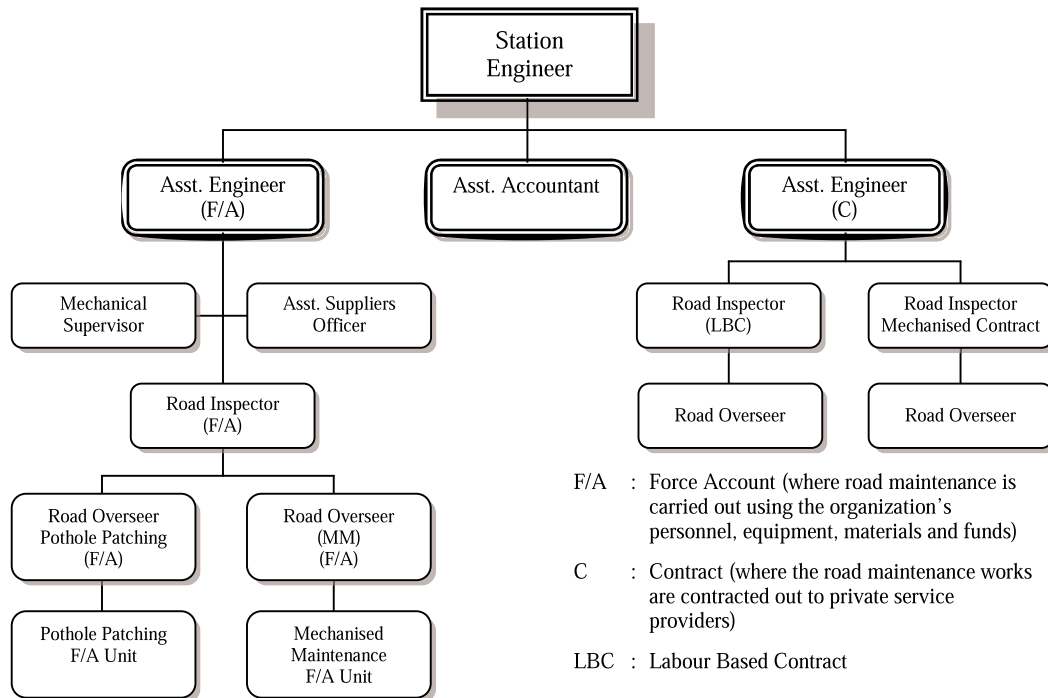 Station
Engineer
Asst. Engineer
(F/A)
Asst. Accountant
Asst. Engineer
(C)
Mechanical
Supervisor
Asst. Suppliers
Officer
Road Inspector
(LBC)
Road Inspector
Mechanised Contract
Road Inspector
(F/A)
Road Overseer
Road Overseer
Road Overseer
Pothole Patching
(F/A)
Road Overseer
(MM)
(F/A)
Pothole Patching
F/A Unit
Mechanised
Maintenance
F/A Unit
F/A : Force Account (where road maintenance is
carried out using the organization's
personnel, equipment, materials and funds)
C : Contract (where the road maintenance works
are contracted out to private service
providers)
LBC : Labour Based Contract